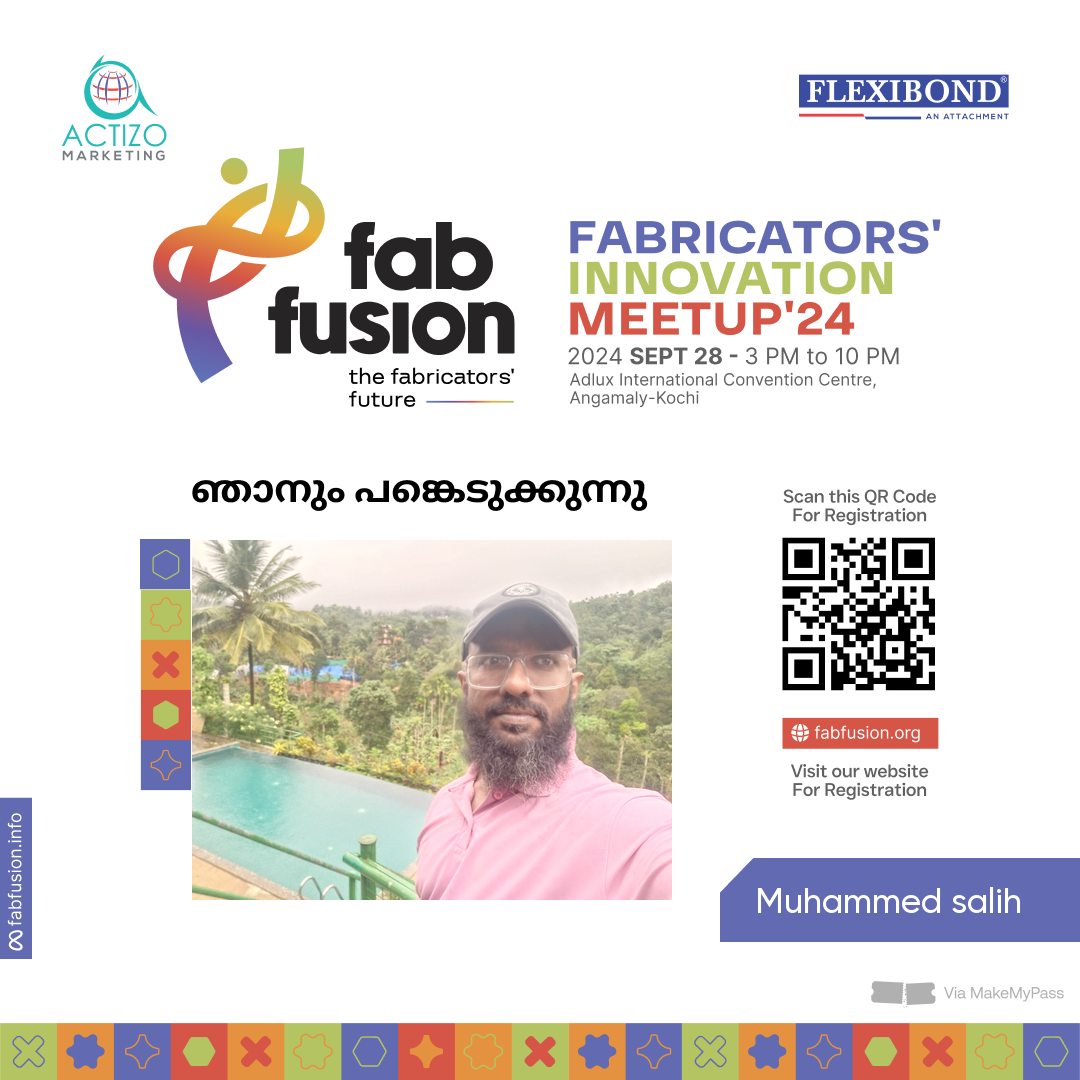 ACTIZO
MARKETING
FLEXIBOND®
AN ATTACHMENT
fab
fusion
the fabricators'
future
FABRICATORS'
INNOVATION
MEETUP'24
2024 SEPT 28 - 3 PM to 10 PM
Adlux International Convention Centre,
Angamaly-Kochi
ഞാനും പങ്കെടുക്കുന്നു
Scan this QR Code
For Registration
fabfusion.org
Visit our website
For Registration
fabfusion.info
Muhammed salih
Via MakeMyPass